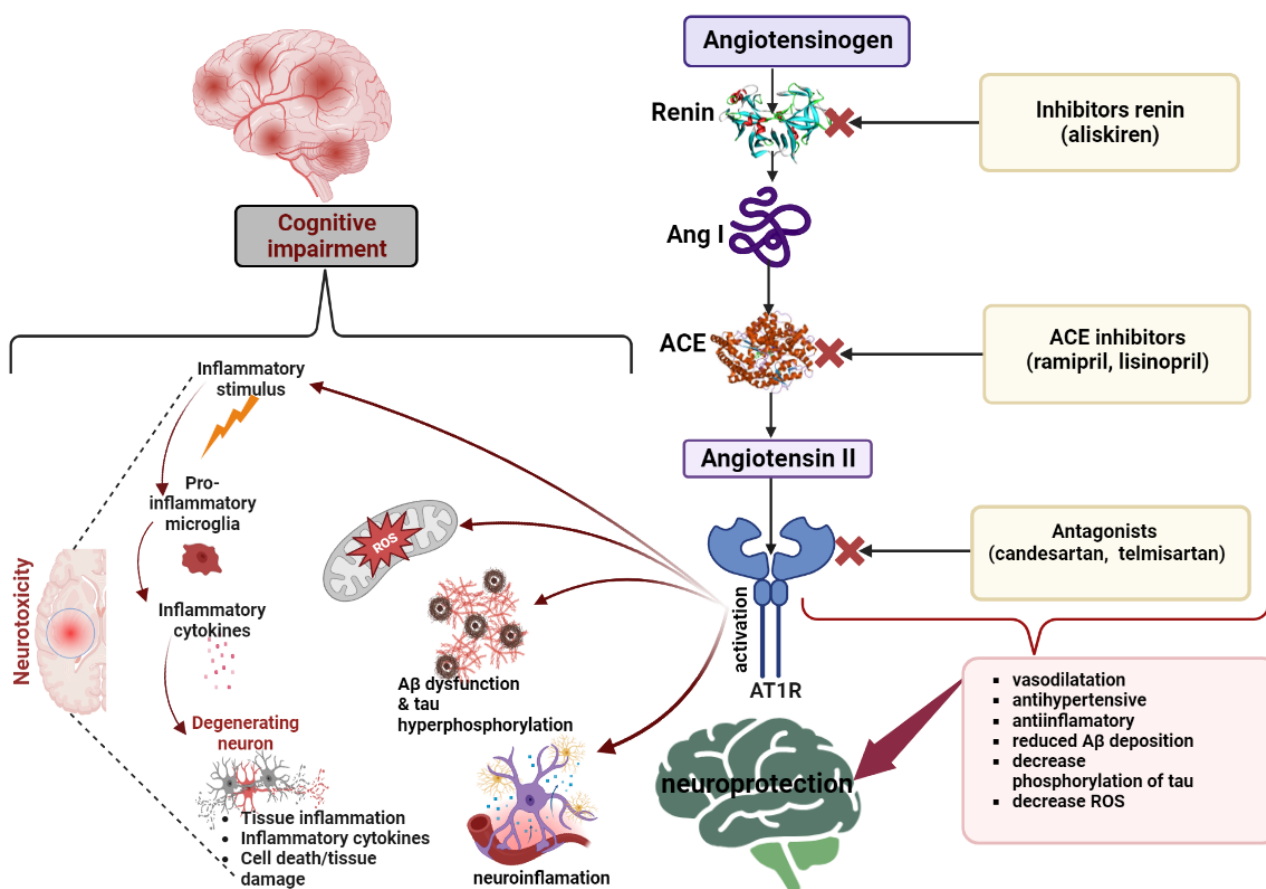 Angiotensinogen
Renin
Inhibitors renin
(aliskiren)
Ang I
ACE
ACE inhibitors
(ramipril, lisinopril)
Angiotensin II
Antagonists
(candesartan, telmisartan)
activation
AT1R
vasodilatation
antihypertensive
antiinflamatory
reduced Aβ deposition
decrease
phosphorylation of tau
decrease ROS
neuroprotection
Cognitive
impairment
Inflammatory
stimulus
Pro-
inflammatory
microglia
Inflammatory
cytokines
Degenerating
neuron
Tissue inflammation
Inflammatory cytokines
Cell death/tissue
damage
Neurotoxicity
ROS
Aβ dysfunction
& tau
hyperphosphorylation
neuroinflamation